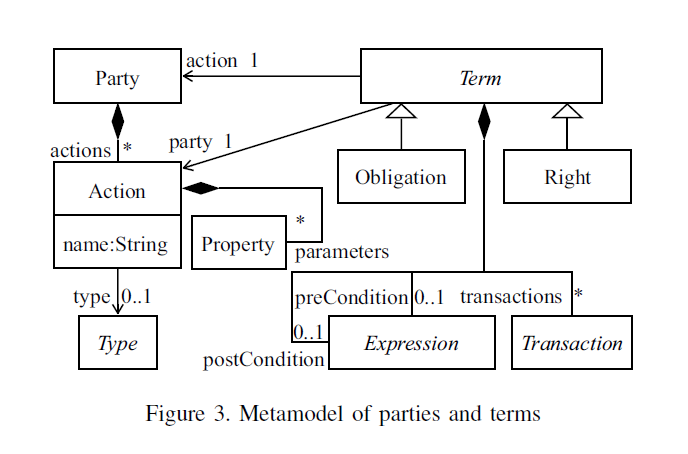 action 1
Party
Term
party 1
actions *
Obligation
Right
Action
*
name:String
Property
parameters
type 0..1
preCondition 0..1
transactions *
0..1
Type
Expression
Transaction
postCondition
Figure 3. Metamodel of parties and terms